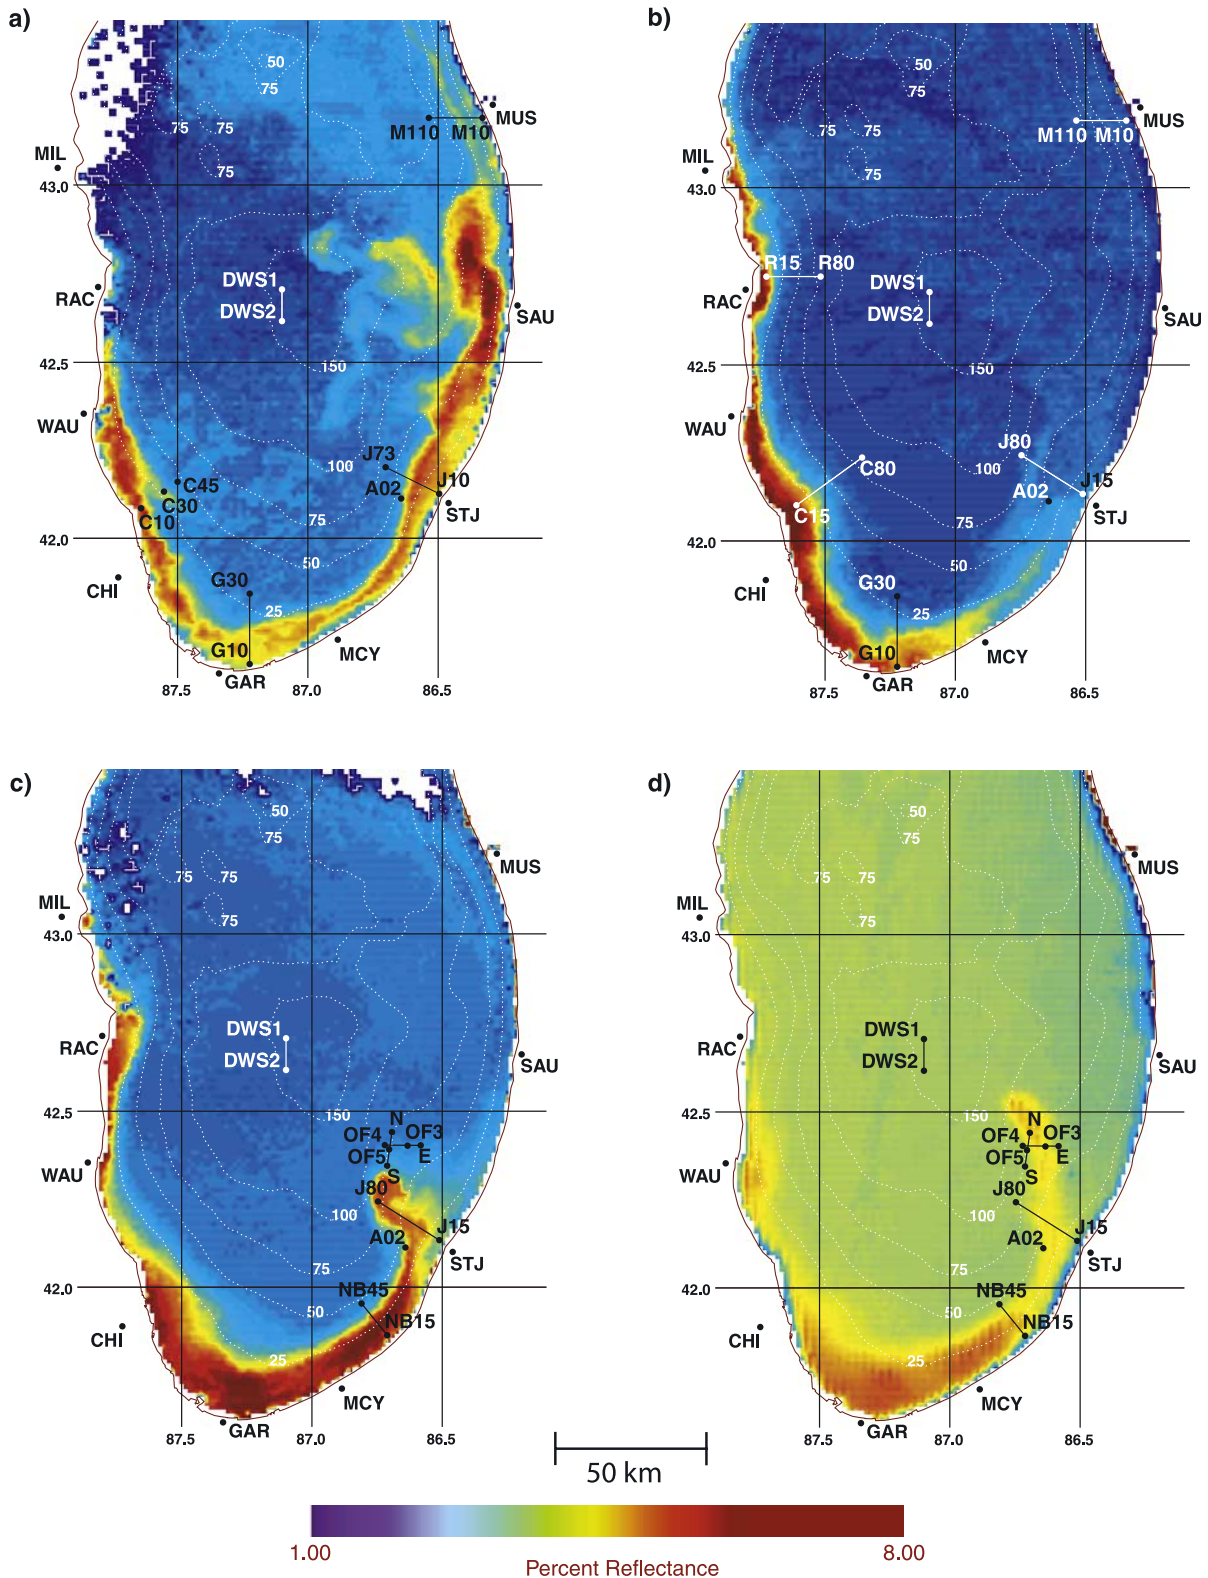 a)
50
75
75
75
75
M110 M10
MUS
MIL
43.0
DWS1
DWS2
RAC
SAU
42.5
150
WAU
J73
100
C45
C30
C10
A02
J10
STJ
75
42.0
50
CHI
G30
25
G10
MCY
GAR
87.5
87.0
86.5
b)
50
75
75
75
75
M110 M10
MUS
MIL
43.0
R15 R80
DWS1
DWS2
RAC
SAU
42.5
150
WAU
J80
C80
100
J15
C15
A02
STJ
75
42.0
50
CHI
G30
25
G10
MCY
GAR
87.5
87.0
86.5
c)
50
75
75
75
75
MUS
MIL
43.0
DWS1
DWS2
RAC
SAU
42.5
150
N
OF4 OF3
OF5 E
S
WAU
J80
100
J15
A02
STJ
75
42.0
NB45
50
NB15
CHI
25
MCY
GAR
87.5
87.0
86.5
d)
50
75
75
75
75
MUS
MIL
43.0
DWS1
DWS2
RAC
SAU
42.5
150
N
OF4 OF3
OF5 E
S
WAU
J80
100
J15
A02
STJ
75
42.0
NB45
50
NB15
CHI
25
MCY
GAR
87.5
87.0
86.5
50 km
1.00
8.00
Percent Reflectance